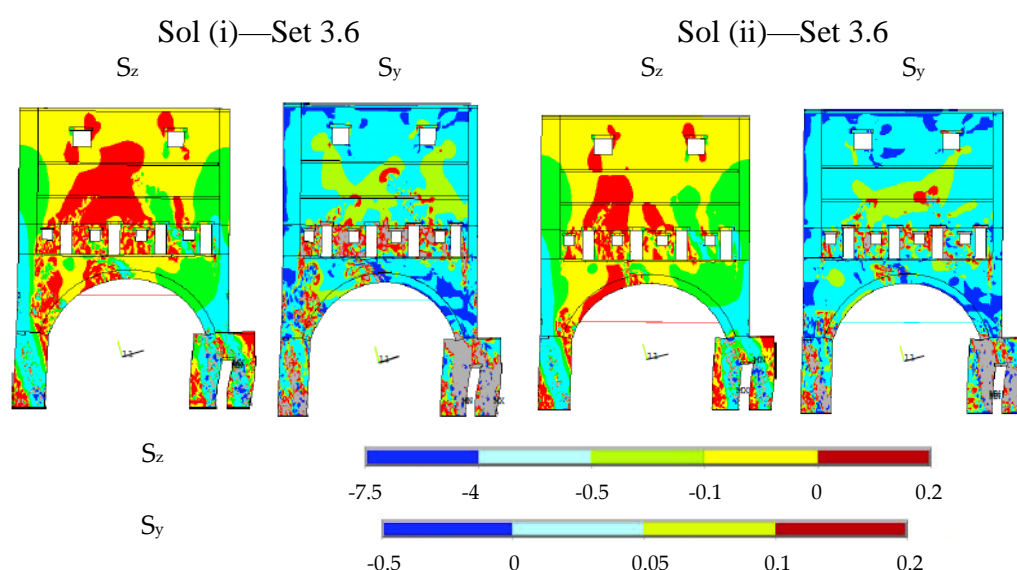 Sol (i)—Set 3.6 Sol (ii)—Set 3.6
Sz Sy Sz Sy
Sz
-7.5 -4 -0.5 -0.1 0 0.2
Sy
-0.5 0 0.05 0.1 0.2